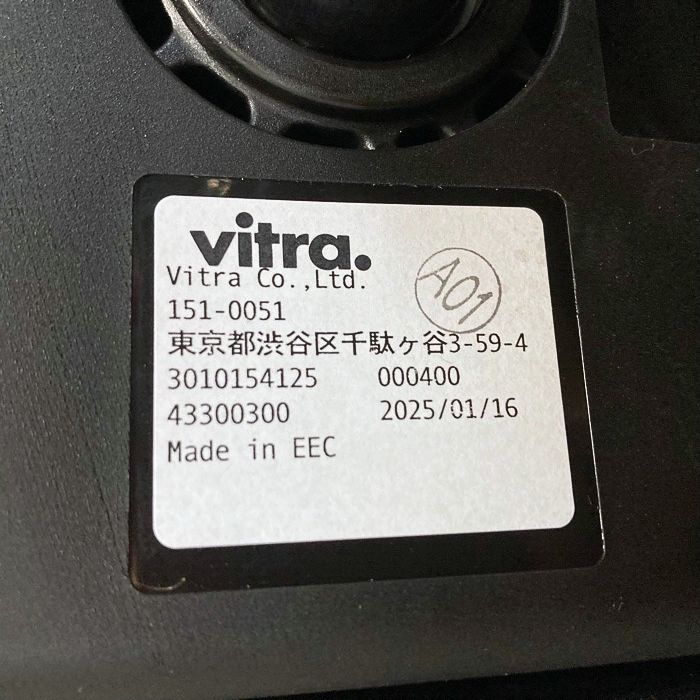 vitra.
Vitra Co.,Ltd.
A01
151-0051
東京都渋谷区千駄ヶ谷3-59-4
3010154125 000400
43300300 2025/01/16
Made in EEC